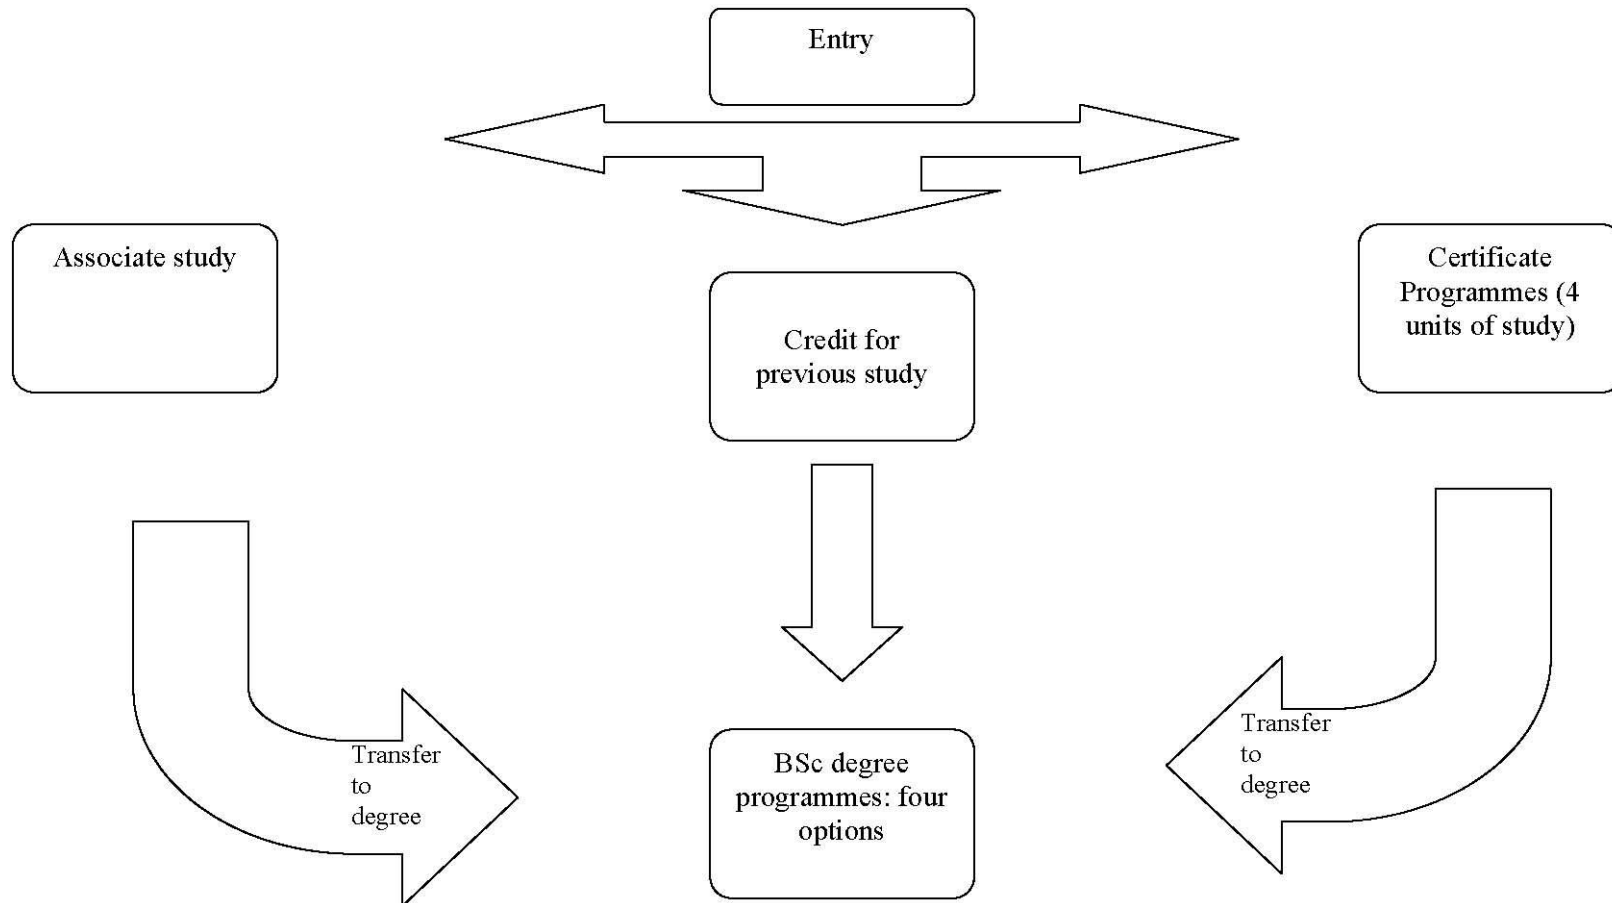 Entry
Associate study
Credit for
previous study
Certificate
Programmes (4
units of study)
Transfer
to
degree
BSc degree
programmes: four
options
Transfer
to
degree